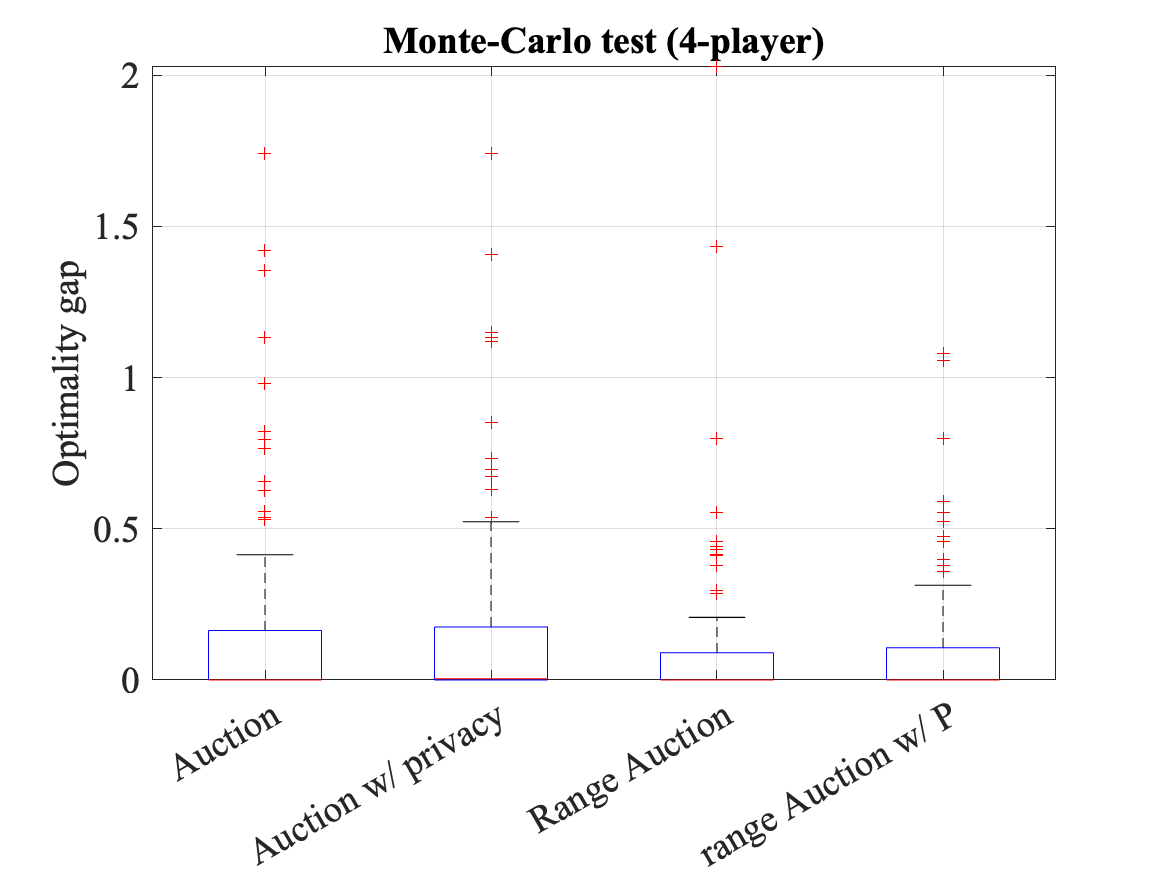 Monte-Carlo test (4-player)
Optimality gap
2
1.5
1
0.5
0
Auction
Auction w/ privacy
Range Auction
range Auction w/ P